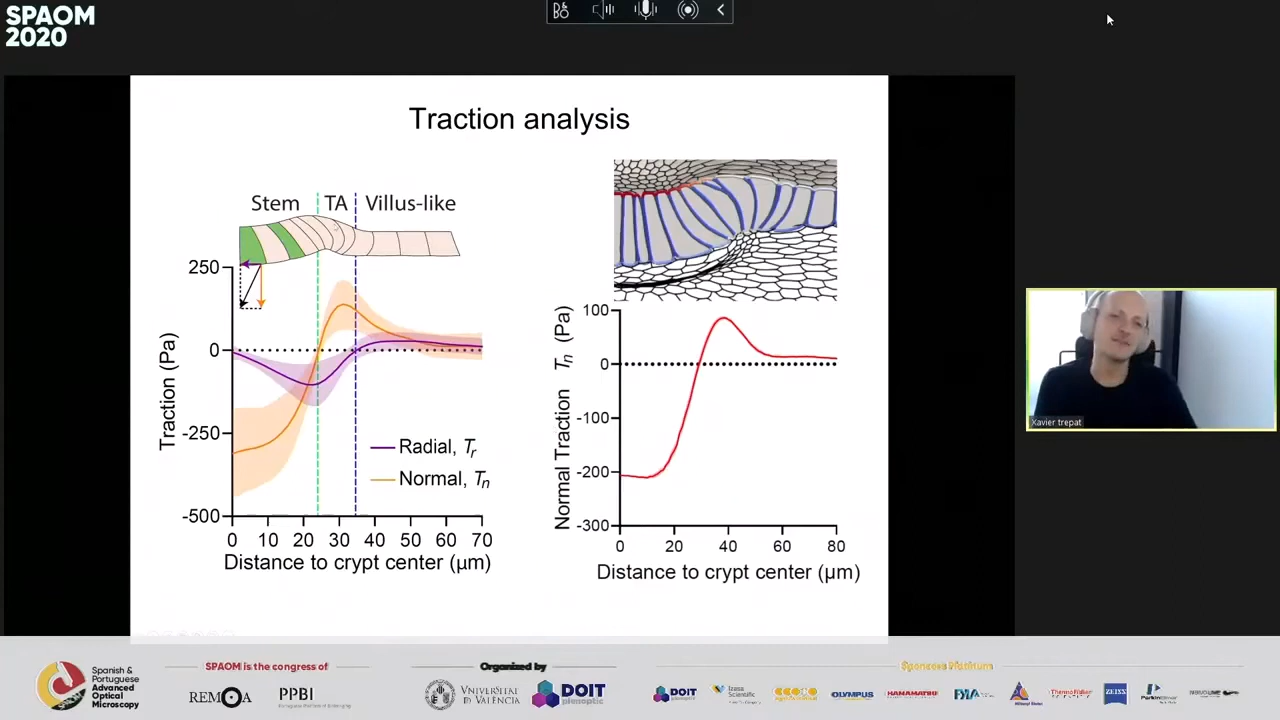 SPAOM
2020
Traction analysis
Stem TA Villus-like
250
0
-250
-500
Traction (Pa)
Radial, Tr
Normal, Tn
0 10 20 30 40 50 60 70
Distance to crypt center (μm)
100
0
-100
-200
-300
Normal Traction Tn (Pa)
0 20 40 60 80
Distance to crypt center (μm)
Xavier trepat
Spanish &
Portuguese
Advanced
Optical
Microscopy
SPAOM is the congress of
REMOA
PPBI
Organized by
VNIVERSITAT
DE VALÈNCIA
DOIT
plenoptic
Sponsors Platinum
DOIT
plenoptic
Izasa
Scientific
OLYMPUS
HAMAMATSU
ThermoFisher
ZEISS
PerkinElmer